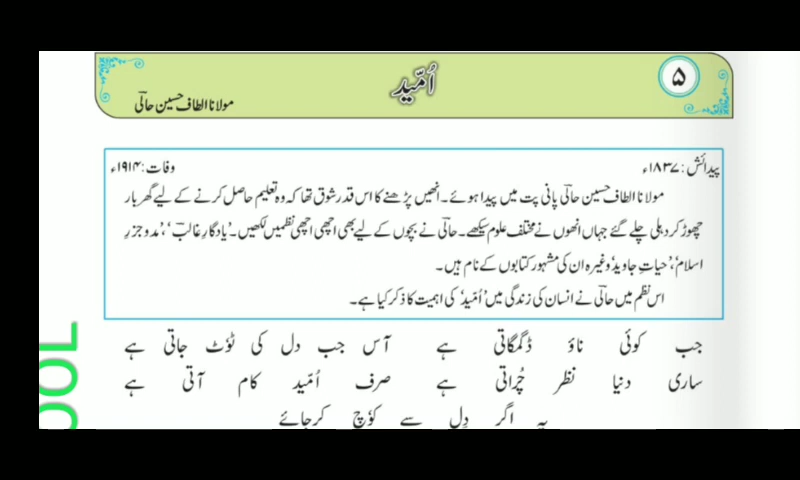 ۵
اُمّید
مولانا الطاف حسین حالیؔ
پیدائش: ۱۸۳۷ء وفات: ۱۹۱۴ء
مولانا الطاف حسین حالیؔ پانی پت میں پیدا ہوئے۔ انھیں پڑھنے کا اس قدر شوق تھا کہ وہ تعلیم حاصل کرنے کے لیے گھر بار
چھوڑ کر دہلی چلے گئے جہاں انھوں نے مختلف علوم سیکھے۔ حالیؔ نے بچوں کے لیے بھی اچھی اچھی نظمیں لکھیں۔ 'یادگارِ غالبؔ'، 'مدوجزرِ
اسلام'، 'حیاتِ جاوید' وغیرہ ان کی مشہور کتابوں کے نام ہیں۔
اس نظم میں حالیؔ نے انسان کی زندگی میں 'اُمّید' کی اہمیت کا ذکر کیا ہے۔
جب کوئی ناؤ ڈگمگاتی ہے آس جب دل کی ٹوٗٹ جاتی ہے
ساری دنیا نظر چُراتی ہے صرف اُمّید کام آتی ہے
یہ اگر دِل سے کوٗچ کر جائے
OOL